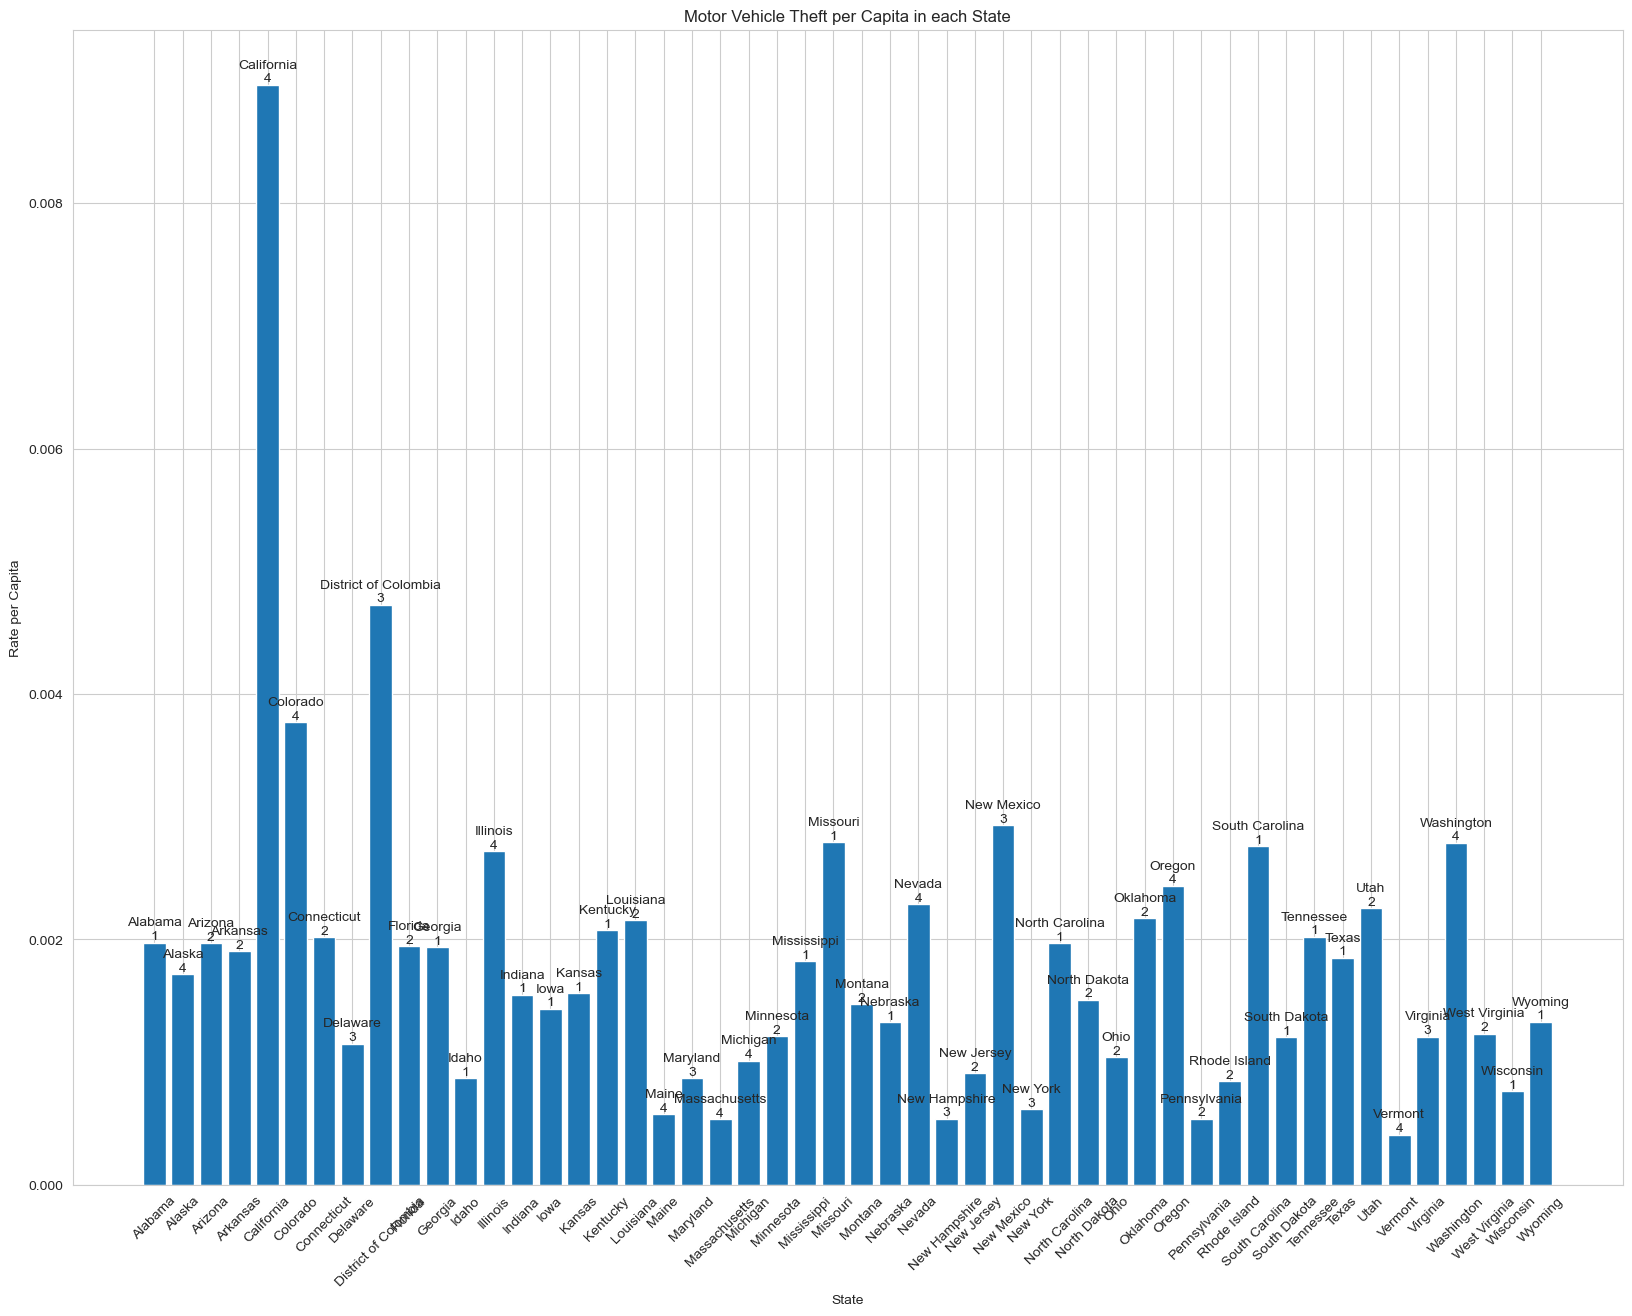 Motor Vehicle Theft per Capita in each State
Rate per Capita
0.008
0.006
0.004
0.002
0.000
Alabama
1
Alaska
4
Arizona
2
Arkansas
2
California
4
Colorado
4
Connecticut
2
Delaware
3
District of Colombia
3
Florida
2
Georgia
1
Idaho
1
Illinois
4
Indiana
1
Iowa
1
Kansas
1
Kentucky
1
Louisiana
2
Maine
4
Maryland
3
Massachusetts
4
Michigan
4
Minnesota
2
Mississippi
1
Missouri
1
Montana
2
Nebraska
1
Nevada
4
New Hampshire
3
New Jersey
2
New Mexico
3
New York
3
North Carolina
1
North Dakota
2
Ohio
2
Oklahoma
2
Oregon
4
Pennsylvania
2
Rhode Island
2
South Carolina
1
South Dakota
1
Tennessee
1
Texas
1
Utah
2
Vermont
4
Virginia
3
Washington
4
West Virginia
2
Wisconsin
1
Wyoming
1
Alabama
Alaska
Arizona
Arkansas
California
Colorado
Connecticut
Delaware
District of Colombia
Florida
Georgia
Idaho
Illinois
Indiana
Iowa
Kansas
Kentucky
Louisiana
Maine
Maryland
Massachusetts
Michigan
Minnesota
Mississippi
Missouri
Montana
Nebraska
Nevada
New Hampshire
New Jersey
New Mexico
New York
North Carolina
North Dakota
Ohio
Oklahoma
Oregon
Pennsylvania
Rhode Island
South Carolina
South Dakota
Tennessee
Texas
Utah
Vermont
Virginia
Washington
West Virginia
Wisconsin
Wyoming
State